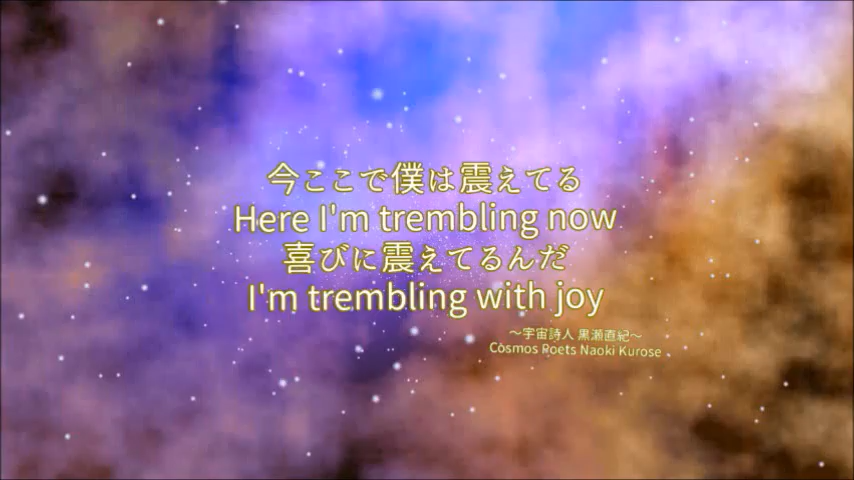 今ここで僕は震えてる
Here I'm trembling now
喜びに震えてるんだ
I'm trembling with joy
～宇宙詩人 黒瀬直紀～
Cosmos Poets Naoki Kurose